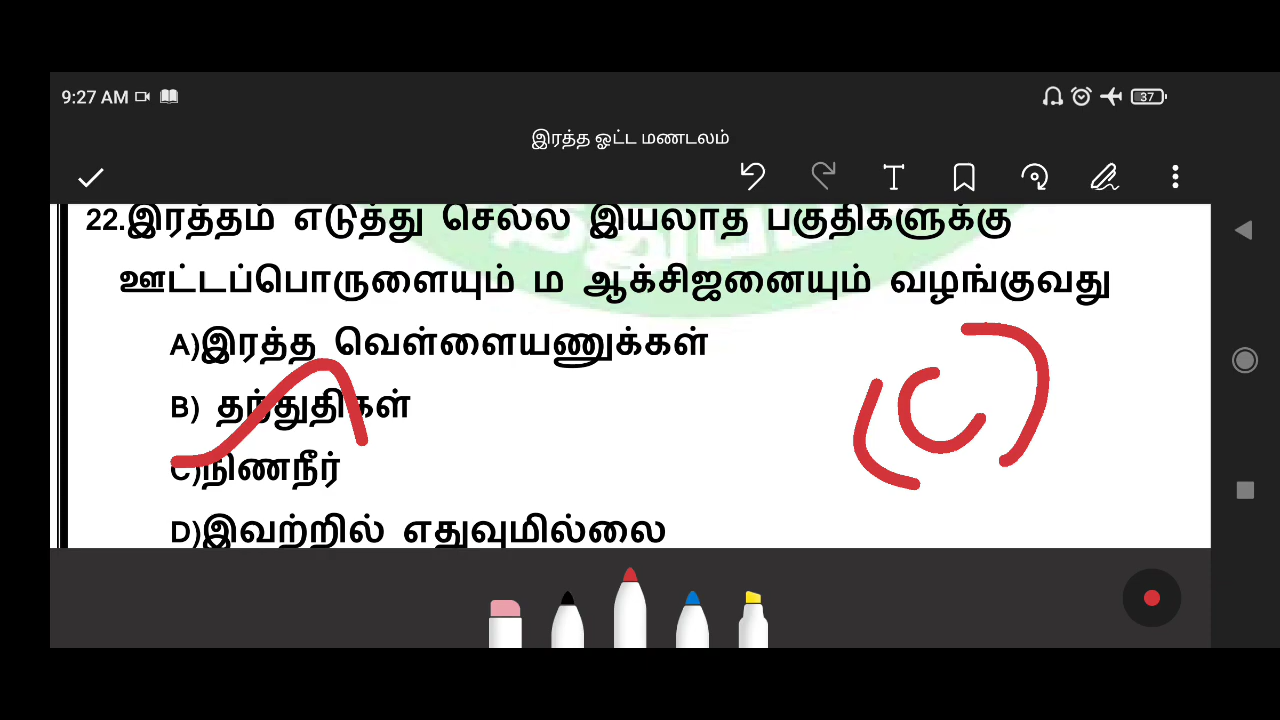 9:27 AM
37
இரத்த ஓட்ட மணடலம்
22.இரத்தம் எடுத்து செல்ல இயலாத பகுதிகளுக்கு
ஊட்டப்பொருளையும் ம ஆக்சிஜனையும் வழங்குவது
A)இரத்த வெள்ளையணுக்கள்
B) தந்துதிகள்
C)நிணநீர்
(C)
D)இவற்றில் எதுவுமில்லை